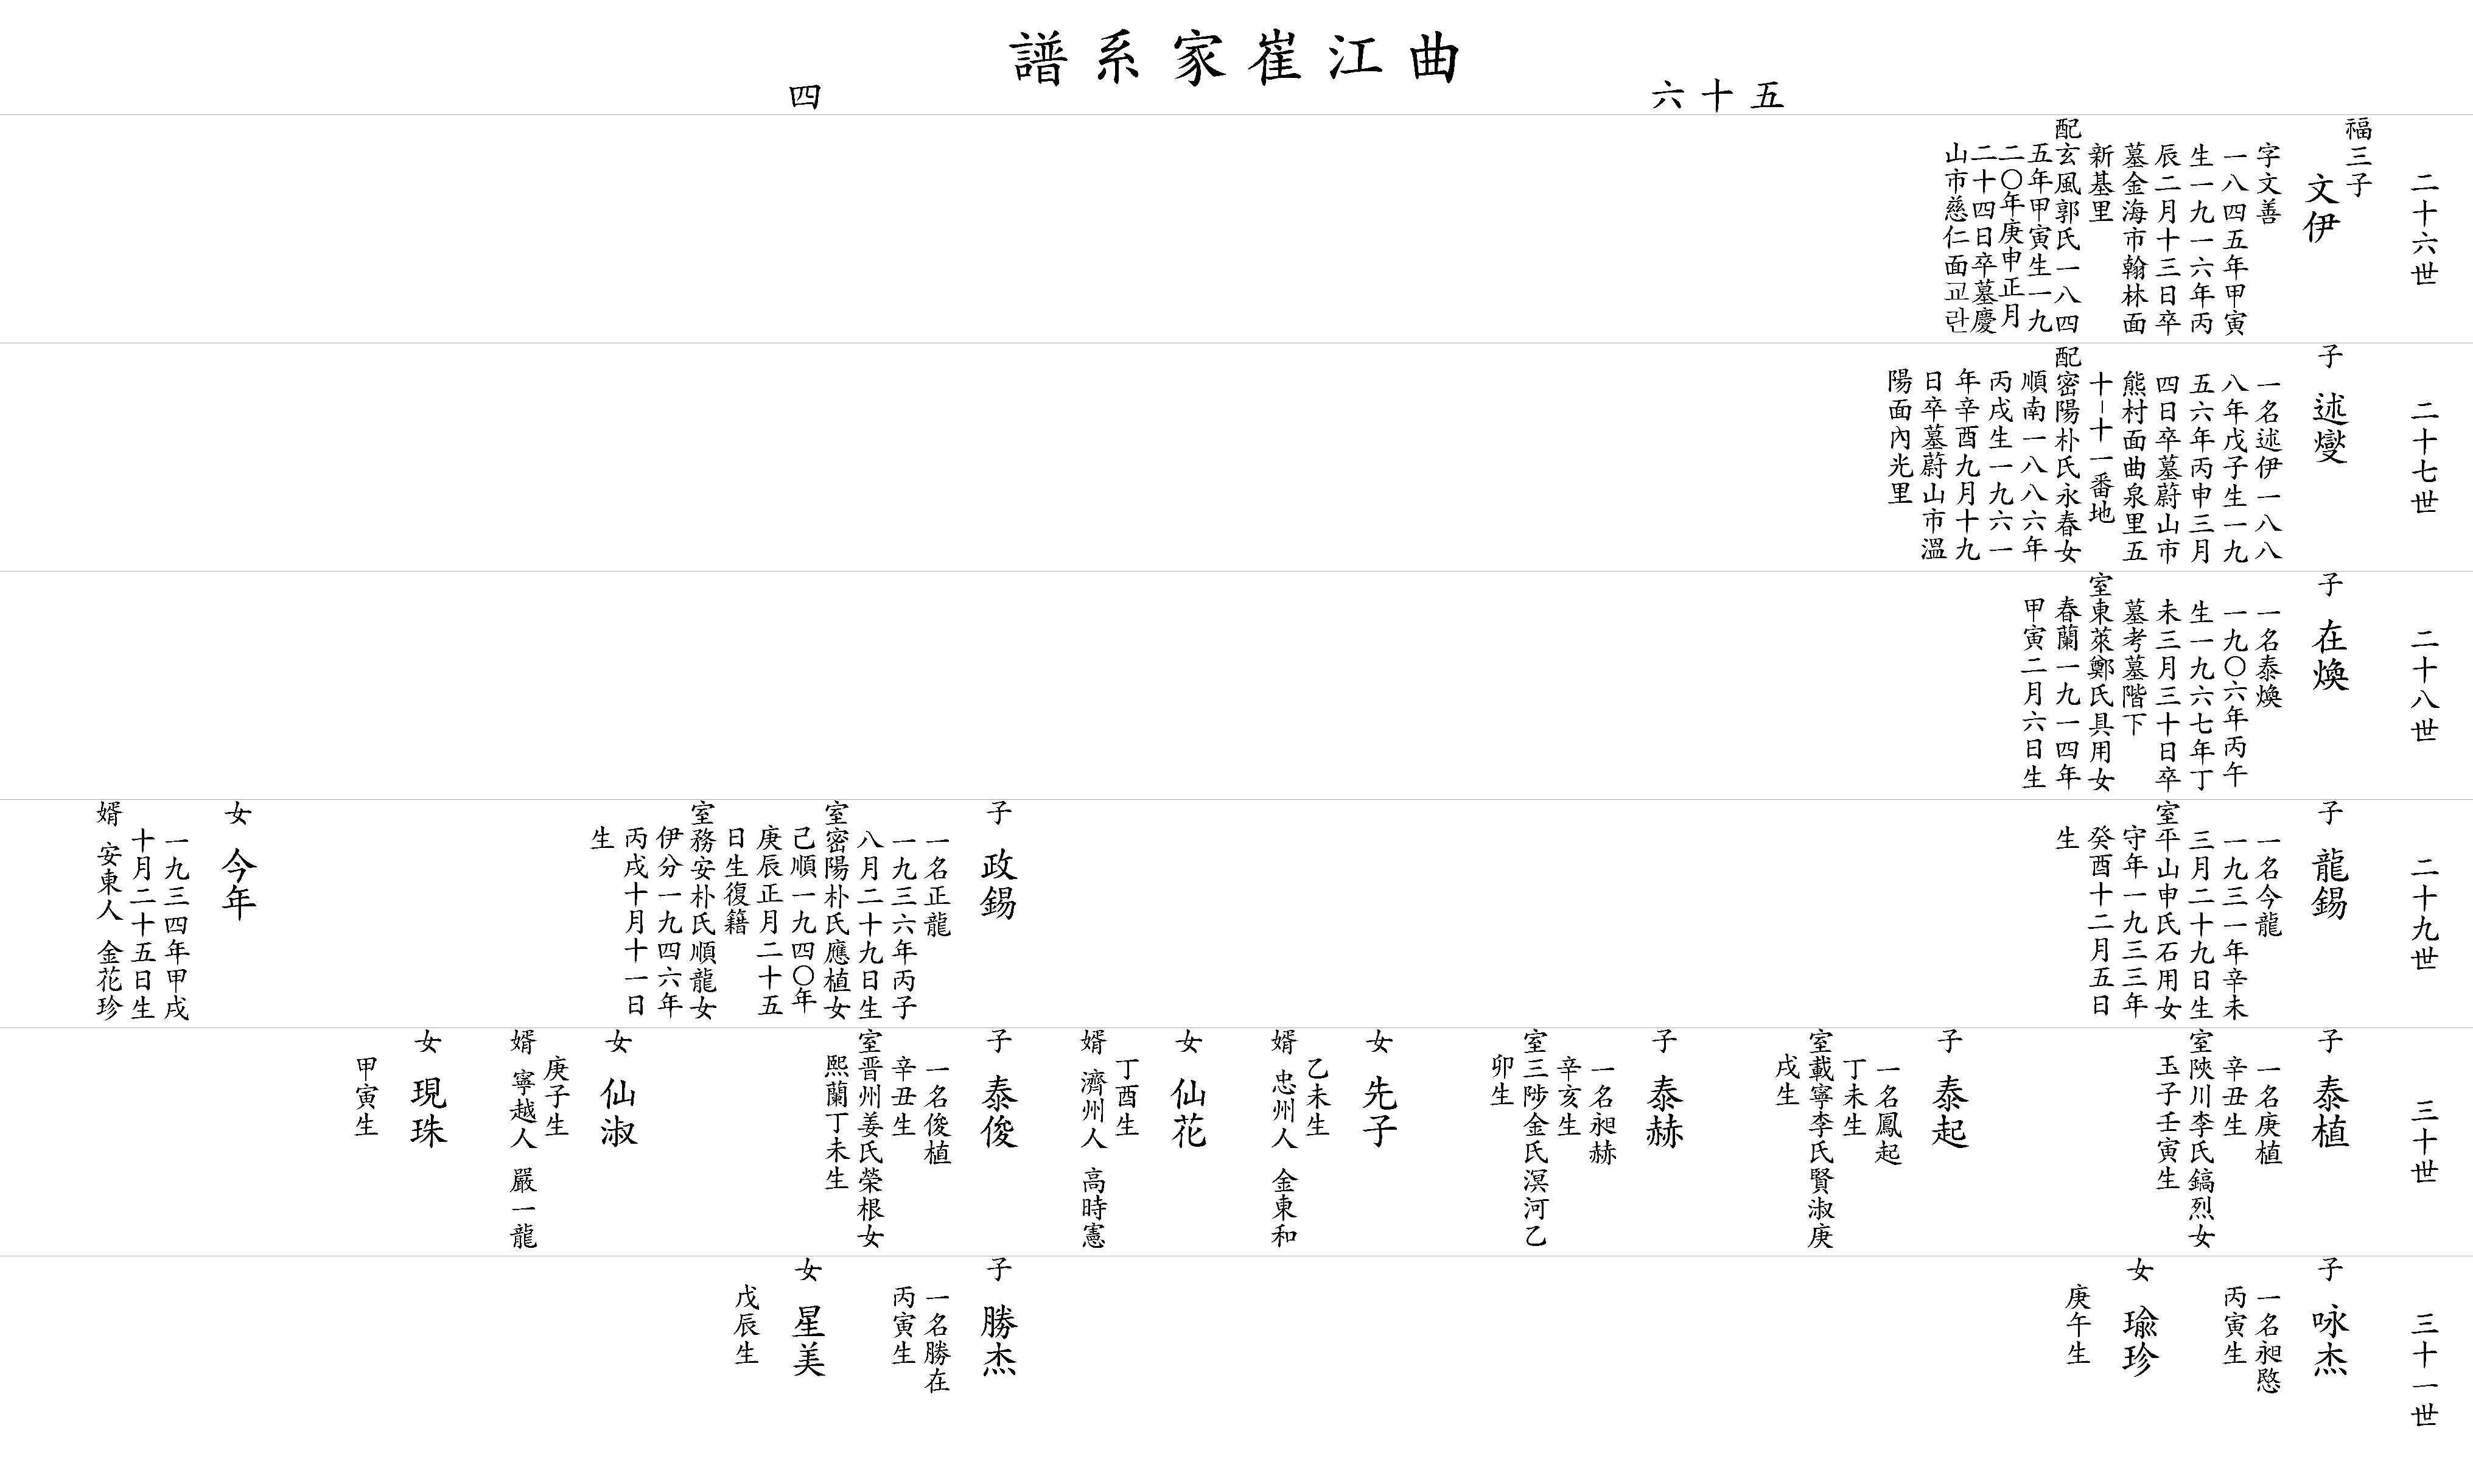 曲江崔家系譜
五十六
四
二十六世
福三子
文伊
字文善
一八四五年甲寅
生一九一六年丙
辰二月十三日卒
墓金海市翰林面
新基里
配玄風郭氏一八四
五年甲寅生一九
二〇年庚申正月
二十四日卒墓慶
山市慈仁面교란
二十七世
子 述燮
一名述伊一八八
八年戊子生一九
五六年丙申三月
四日卒墓蔚山市
熊村面曲泉里五
十-十一番地
配密陽朴氏永春女
順南一八八六年
丙戌生一九六一
年辛酉九月十九
日卒墓蔚山市溫
陽面內光里
二十八世
子 在煥
一名泰煥
一九〇六年丙午
生一九六七年丁
未三月三十日卒
墓考墓階下
室東萊鄭氏具用女
春蘭一九一四年
甲寅二月六日生
二十九世
子 龍錫
一名今龍
一九三一年辛未
三月二十九日生
室平山申氏石用女
守年一九三三年
癸酉十二月五日
生
子 政錫
一名正龍
一九三六年丙子
八月二十九日生
室密陽朴氏應植女
己順一九四〇年
庚辰正月二十五
日生復籍
室務安朴氏順龍女
伊分一九四六年
丙戌十月十一日
生
女 今年
一九三四年甲戌
十月二十五日生
婿 安東人 金花珍
三十世
子 泰植
一名庚植
辛丑生
室陜川李氏鎬烈女
玉子壬寅生
子 泰起
一名鳳起
丁未生
室載寧李氏賢淑庚
戌生
子 泰赫
一名昶赫
辛亥生
室三陟金氏溟河乙
卯生
女 先子
乙未生
婿 忠州人 金東和
女 仙花
丁酉生
婿 濟州人 高時憲
子 泰俊
一名俊植
辛丑生
室晋州姜氏榮根女
熙蘭丁未生
女 仙淑
庚子生
婿 寧越人 嚴一龍
女 現珠
甲寅生
三十一世
子 咏杰
一名昶愍
丙寅生
女 瑜珍
庚午生
子 勝杰
一名勝在
丙寅生
女 星美
戊辰生